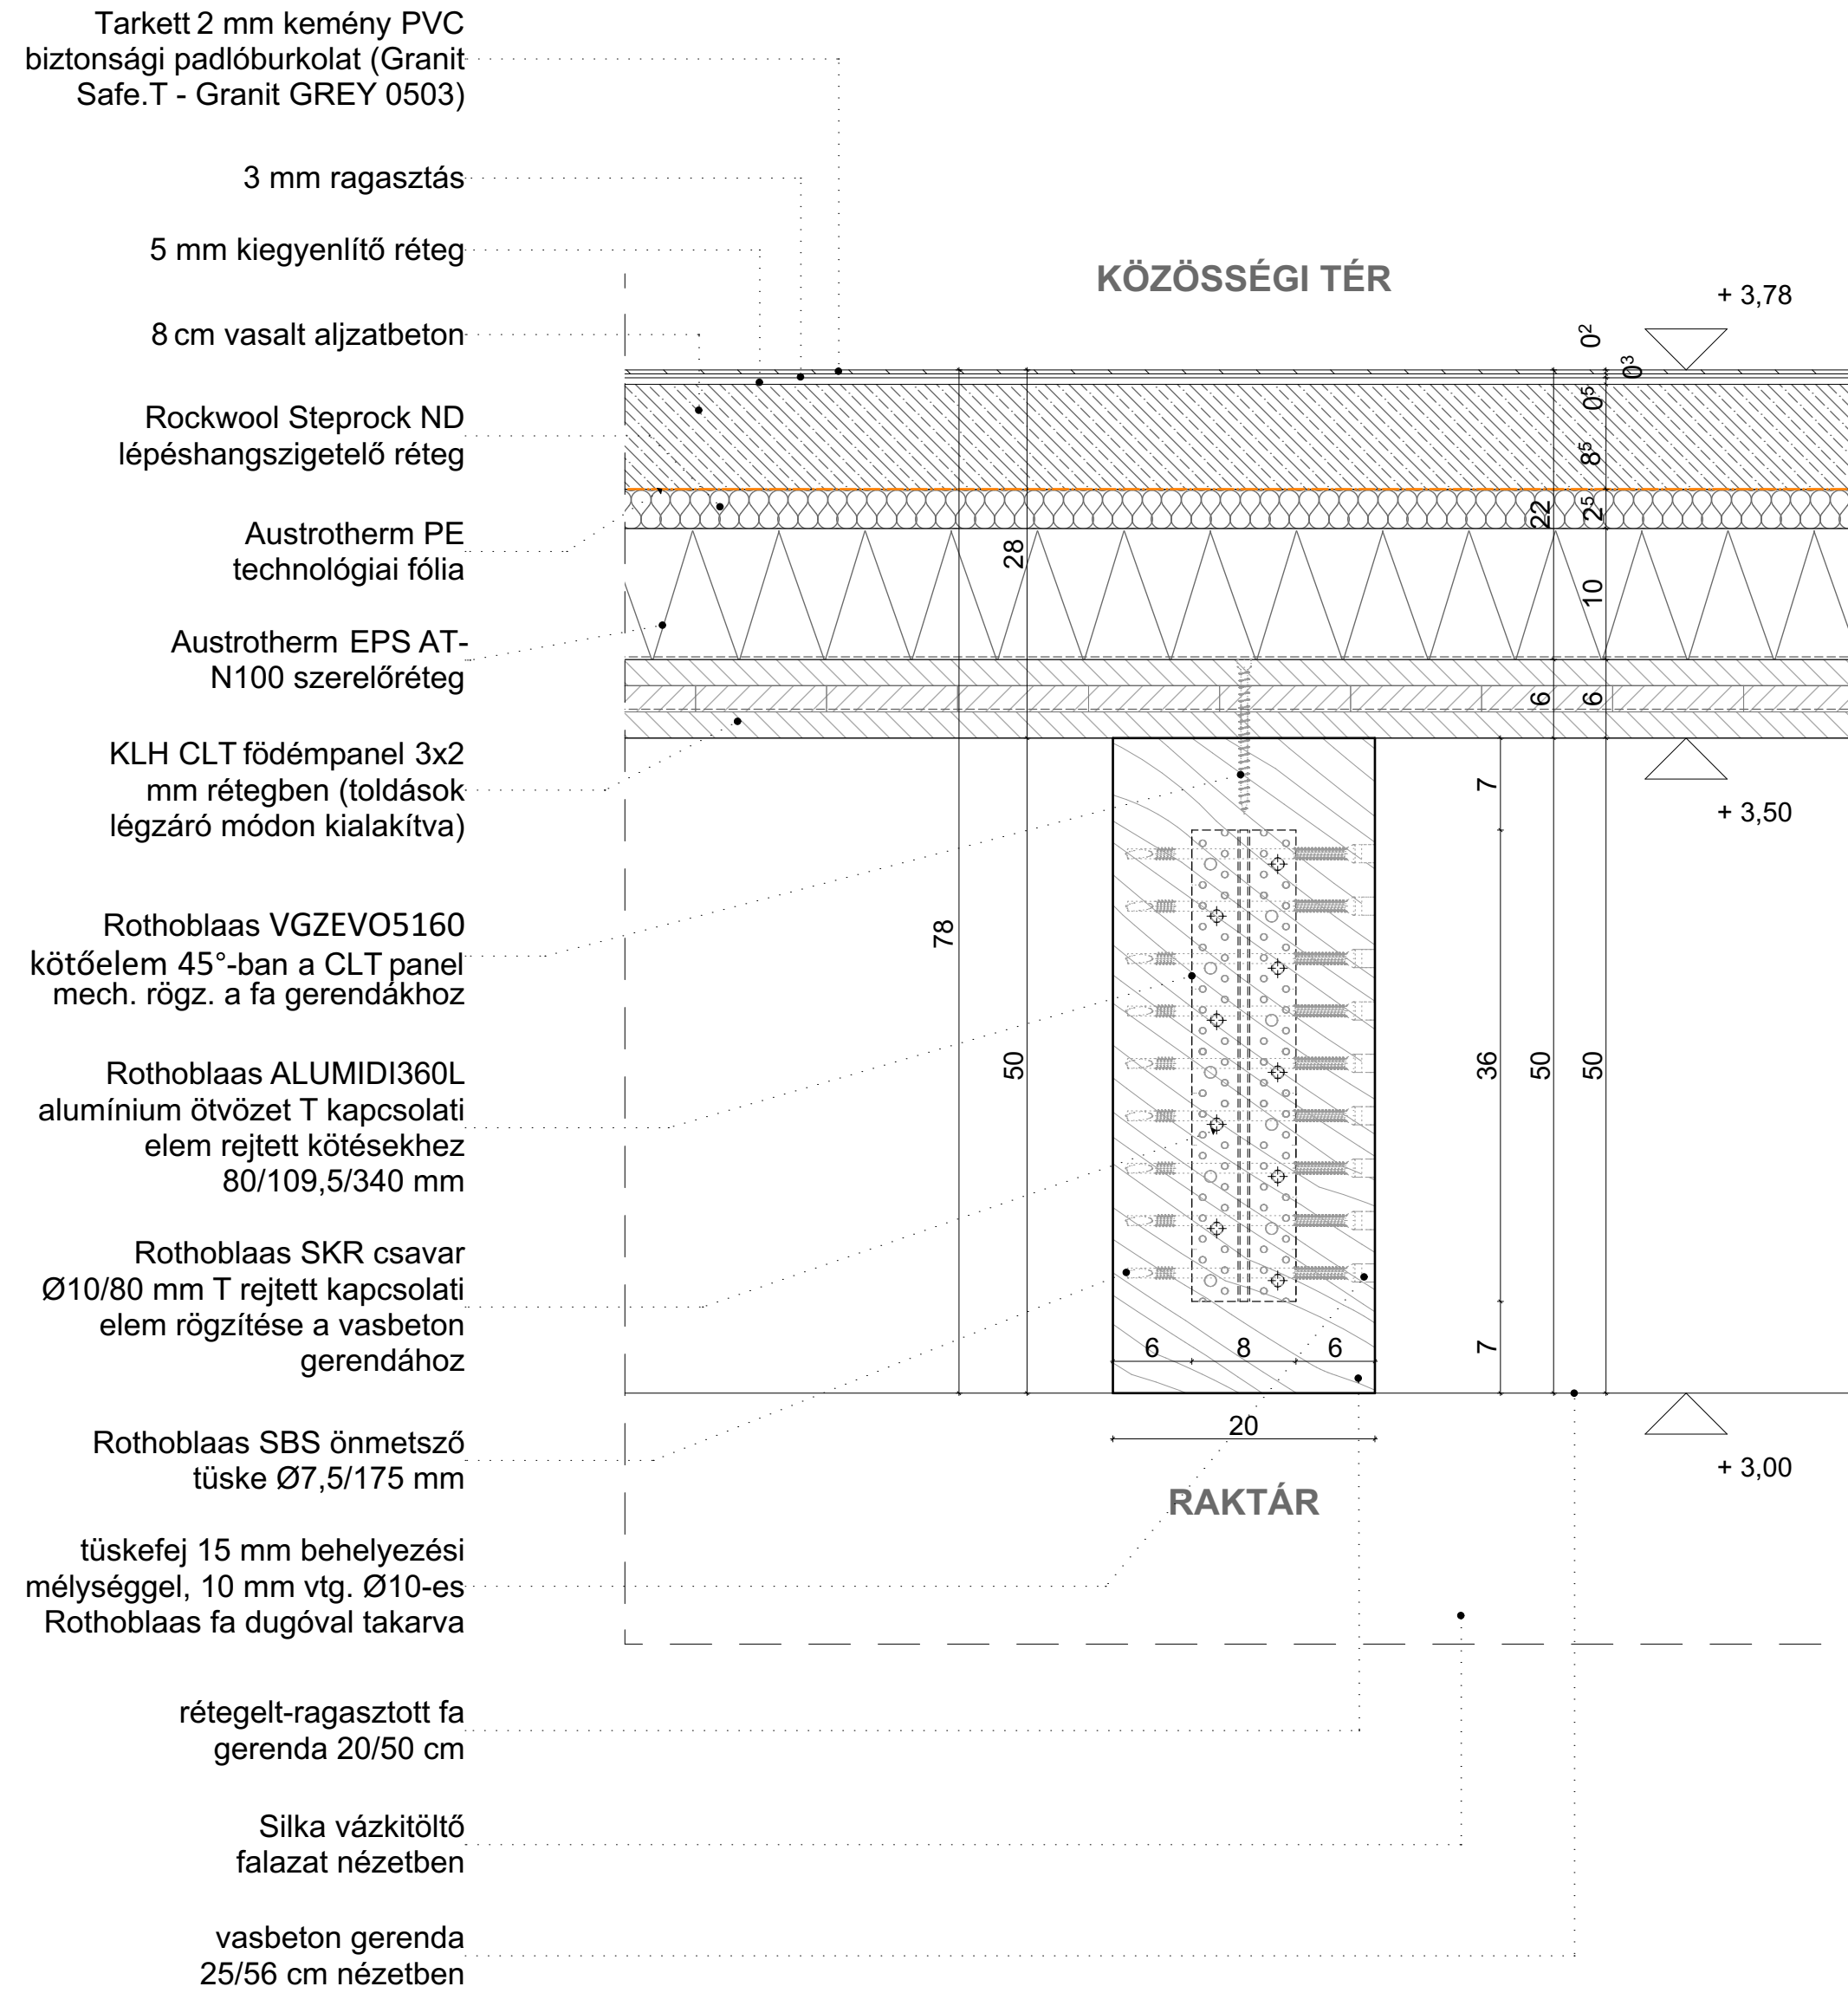 Tarkett 2 mm kemény PVC
biztonsági padlóburkolat (Granit
Safe.T - Granit GREY 0503)
3 mm ragasztás
5 mm kiegyenlítő réteg
8 cm vasalt aljzatbeton
Rockwool Steprock ND
lépéshangszigetelő réteg
Austrotherm PE
technológiai fólia
Austrotherm EPS AT-
N100 szerelőréteg
KLH CLT födémpanel 3x2
mm rétegben (toldások
légzáró módon kialakítva)
Rothoblaas VGZEVO5160
kötőelem 45°-ban a CLT panel
mech. rögz. a fa gerendákhoz
Rothoblaas ALUMIDI360L
alumínium ötvözet T kapcsolati
elem rejtett kötésekhez
80/109,5/340 mm
Rothoblaas SKR csavar
Ø10/80 mm T rejtett kapcsolati
elem rögzítése a vasbeton
gerendához
Rothoblaas SBS önmetsző
tüske Ø7,5/175 mm
tüskefej 15 mm behelyezési
mélységgel, 10 mm vtg. Ø10-es
Rothoblaas fa dugóval takarva
rétegelt-ragasztott fa
gerenda 20/50 cm
Silka vázkitöltő
falazat nézetben
vasbeton gerenda
25/56 cm nézetben
KÖZÖSSÉGI TÉR
+ 3,78
0²
0³
0⁵
8⁵
22
2⁵
28
10
6
6
7
+ 3,50
78
50
36
50
50
7
6
8
6
20
+ 3,00
RAKTÁR